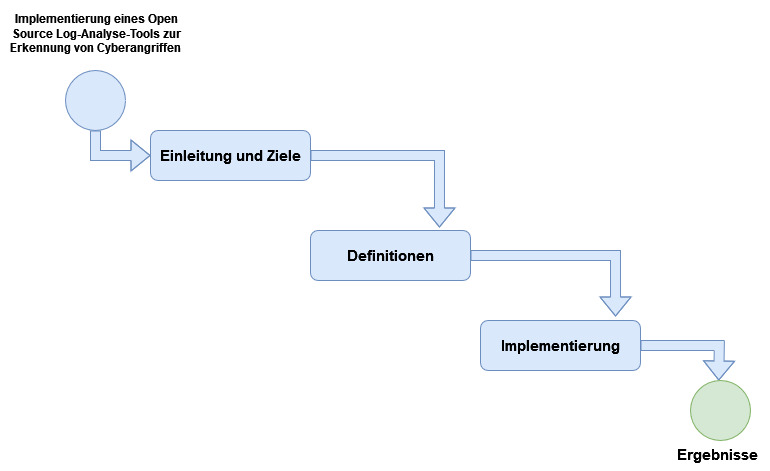 Implementierung eines Open
Source Log-Analyse-Tools zur
Erkennung von Cyberangriffen
Einleitung und Ziele
Definitionen
Implementierung
Ergebnisse